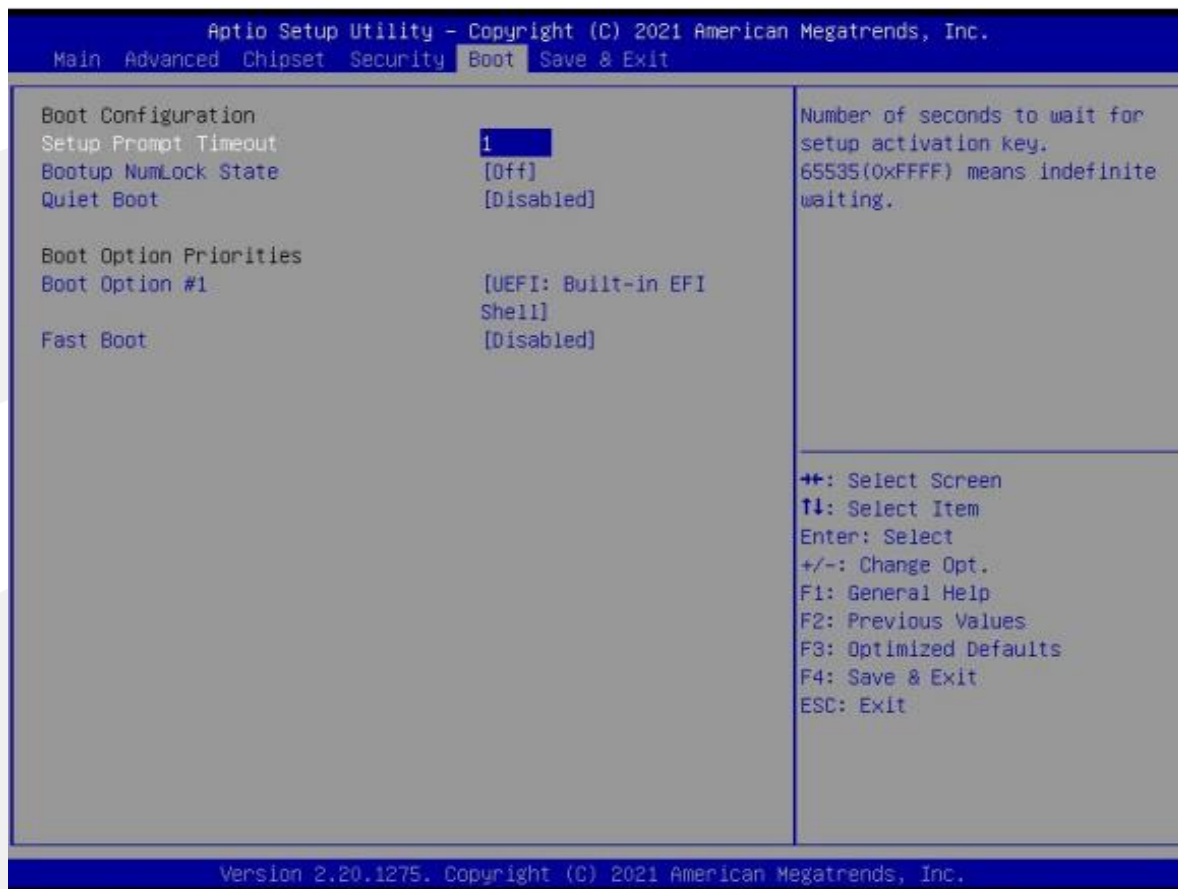 Aptio Setup Utility – Copyright (C) 2021 American Megatrends, Inc.
Main Advanced Chipset Security Boot Save & Exit
Boot Configuration
Setup Prompt Timeout 1
Bootup NumLock State [Off]
Quiet Boot [Disabled]
Boot Option Priorities
Boot Option #1 [UEFI: Built-in EFI
Shell]
Fast Boot [Disabled]
Number of seconds to wait for
setup activation key.
65535(0xFFFF) means indefinite
waiting.
→←: Select Screen
↑↓: Select Item
Enter: Select
+/-: Change Opt.
F1: General Help
F2: Previous Values
F3: Optimized Defaults
F4: Save & Exit
ESC: Exit
Version 2.20.1275. Copyright (C) 2021 American Megatrends, Inc.